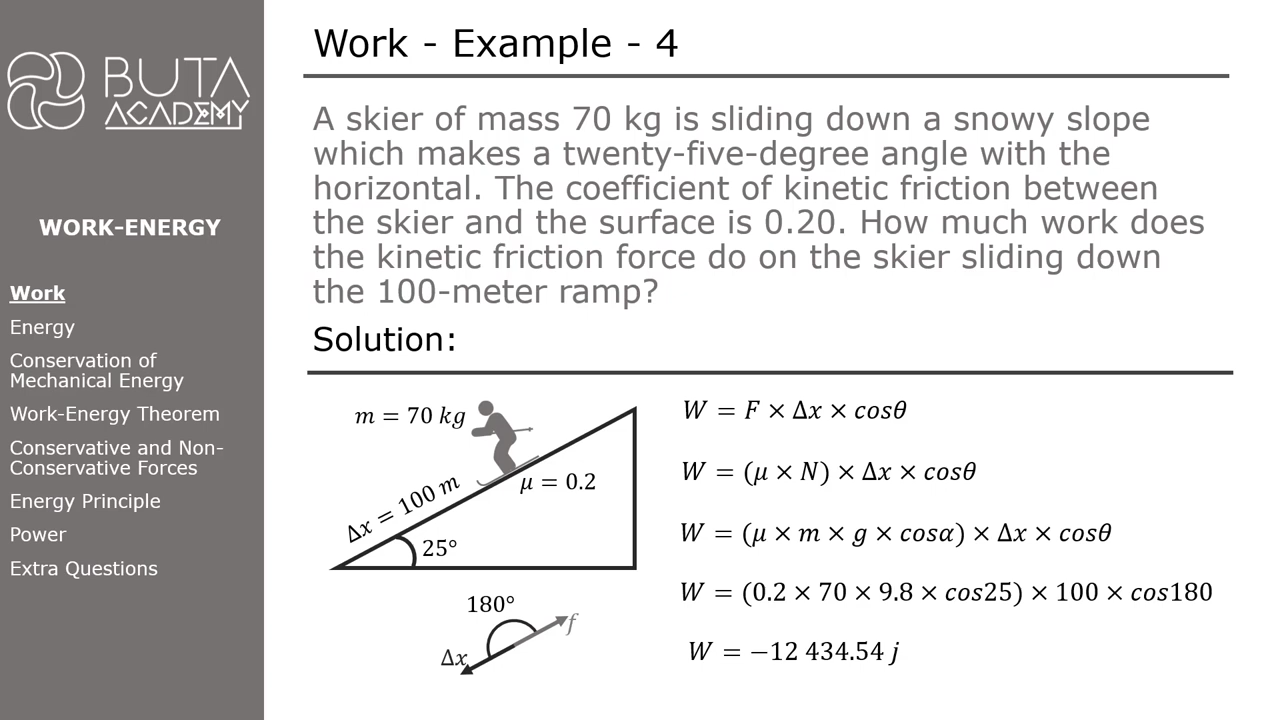 BUTA
ACADEMY
WORK-ENERGY
Work
Energy
Conservation of
Mechanical Energy
Work-Energy Theorem
Conservative and Non-
Conservative Forces
Energy Principle
Power
Extra Questions
Work - Example - 4
A skier of mass 70 kg is sliding down a snowy slope
which makes a twenty-five-degree angle with the
horizontal. The coefficient of kinetic friction between
the skier and the surface is 0.20. How much work does
the kinetic friction force do on the skier sliding down
the 100-meter ramp?
Solution:
m = 70 kg
Δx = 100 m
μ = 0.2
25°
180°
f
Δx
W = F × Δx × cosθ
W = (μ × N) × Δx × cosθ
W = (μ × m × g × cosα) × Δx × cosθ
W = (0.2 × 70 × 9.8 × cos25) × 100 × cos180
W = −12 434.54 j